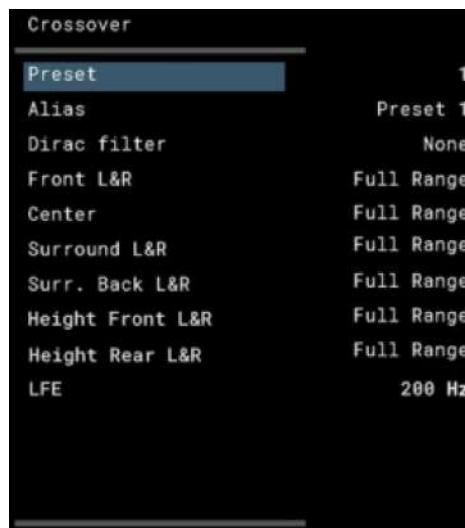 Crossover
Preset 1
Alias Preset 1
Dirac filter None
Front L&R Full Range
Center Full Range
Surround L&R Full Range
Surr. Back L&R Full Range
Height Front L&R Full Range
Height Rear L&R Full Range
LFE 200 Hz